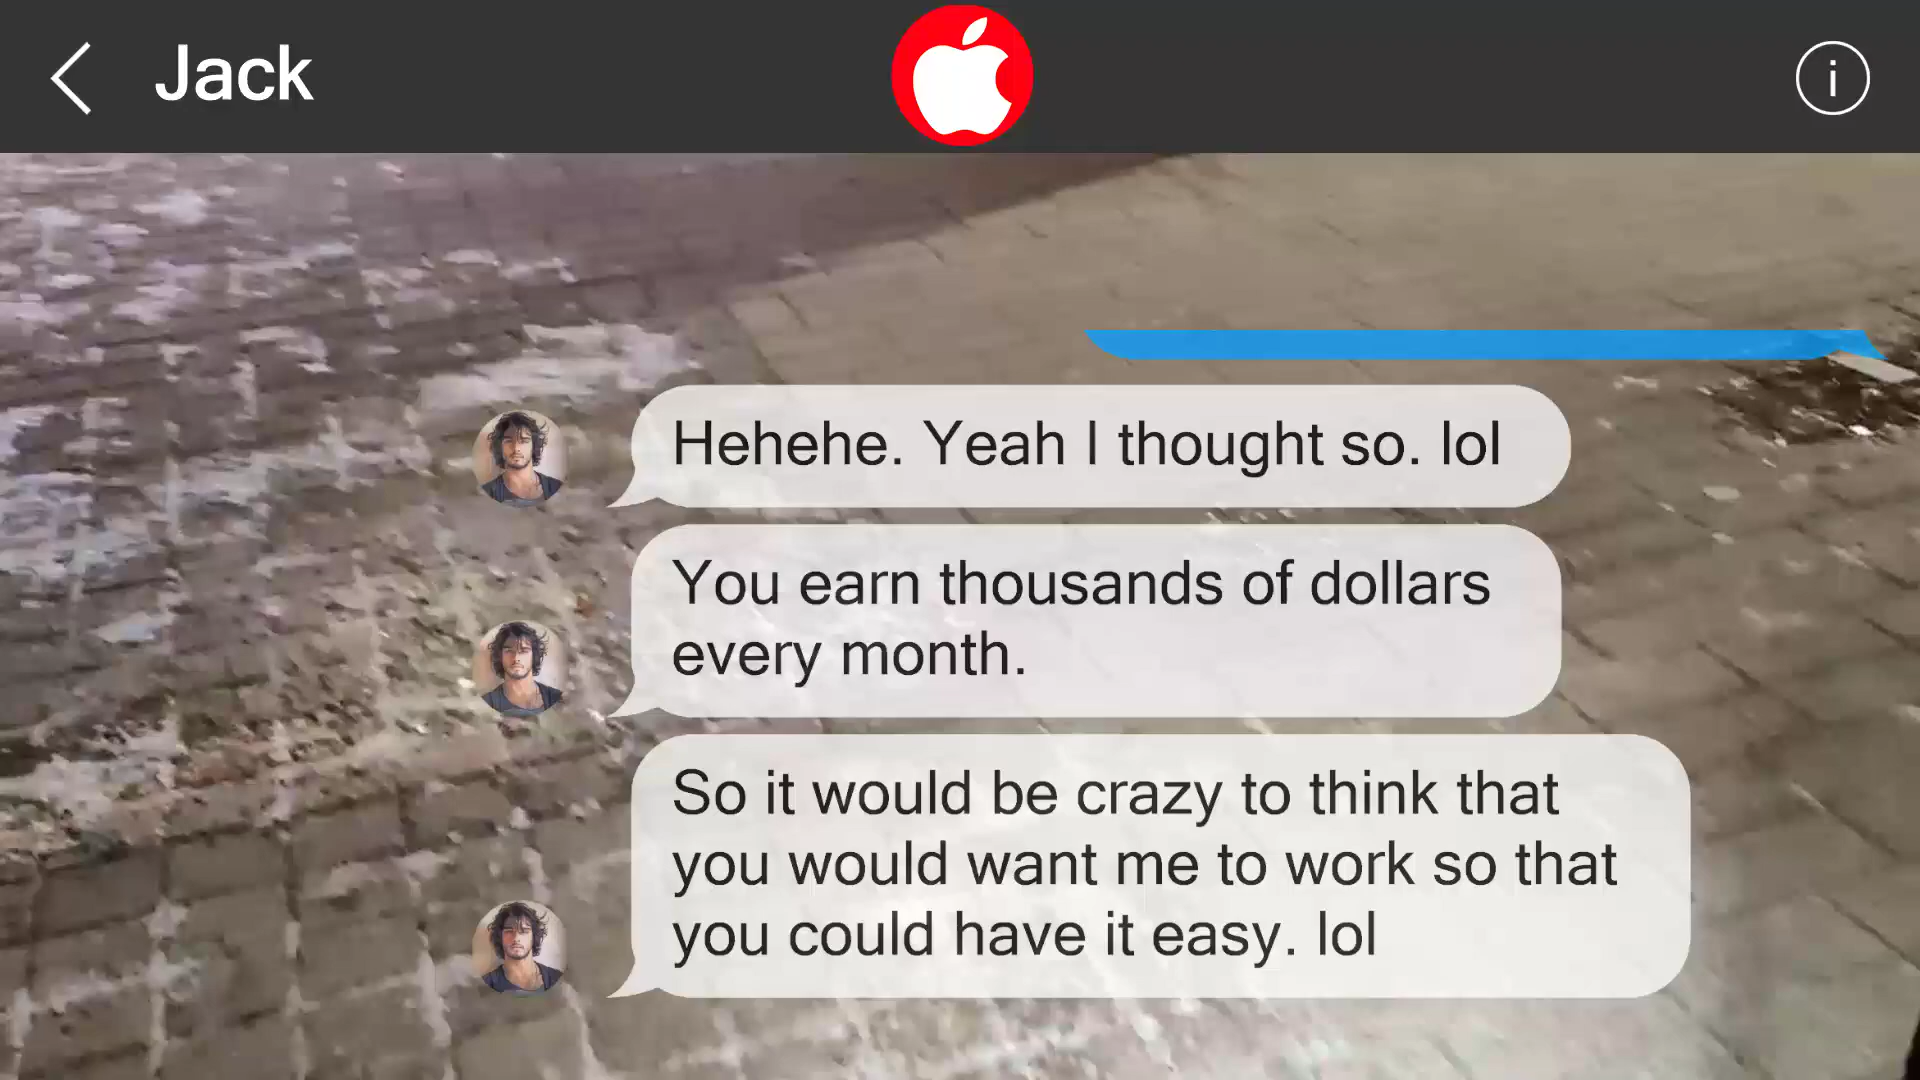 Jack
i
Hehehe. Yeah I thought so. lol
You earn thousands of dollars
every month.
So it would be crazy to think that
you would want me to work so that
you could have it easy. lol